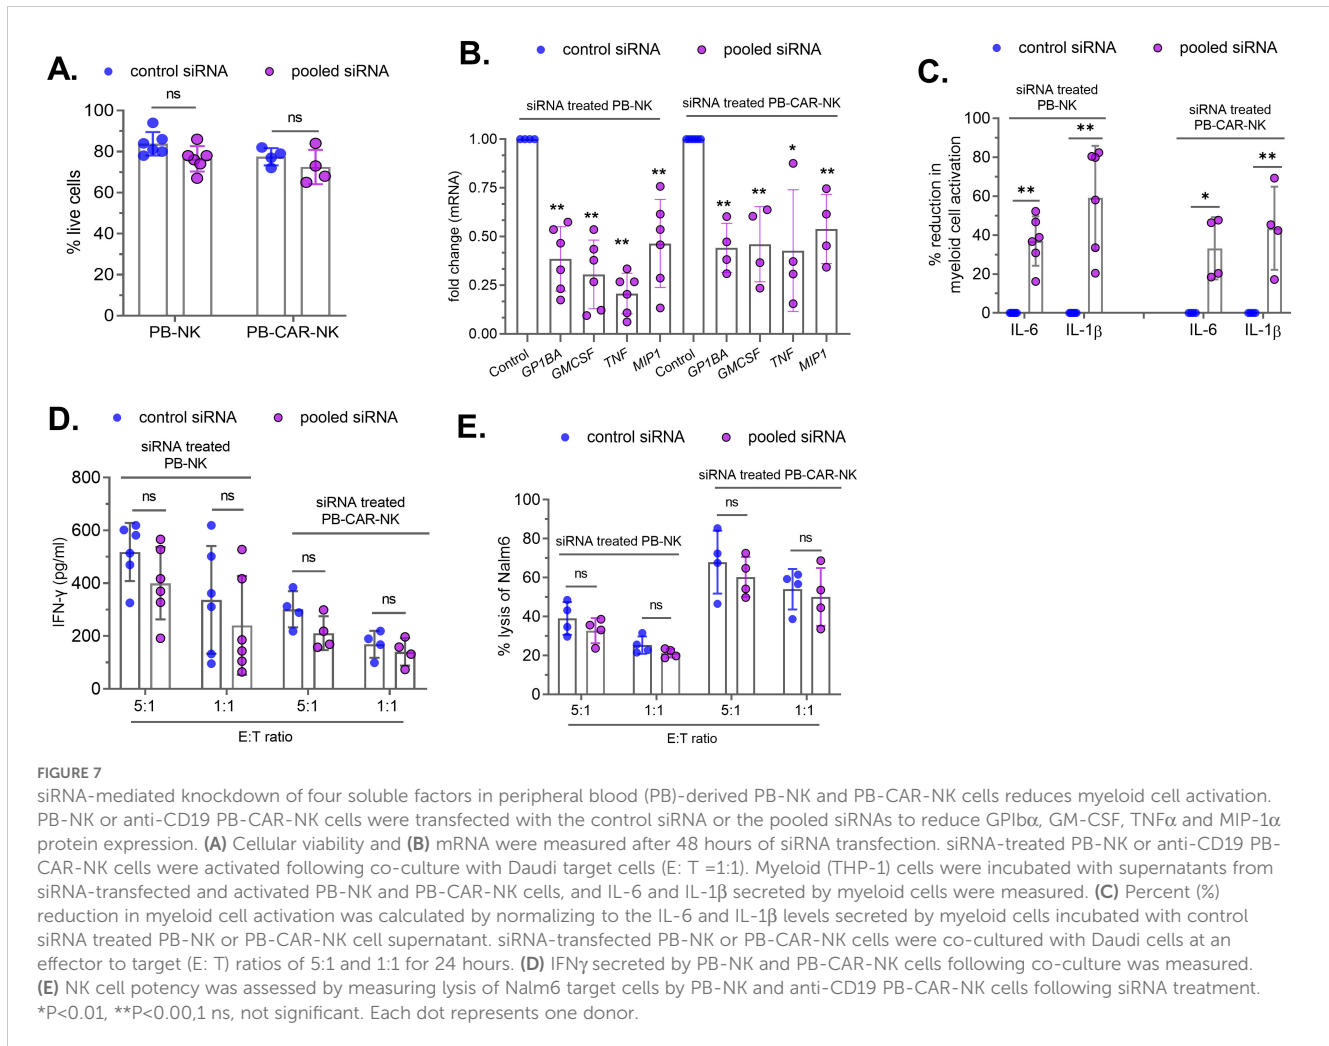 A.
control siRNA
pooled siRNA
ns
ns
% live cells
100
80
60
40
20
0
PB-NK
PB-CAR-NK
B.
control siRNA
pooled siRNA
siRNA treated PB-NK
siRNA treated PB-CAR-NK
fold change (mRNA)
1.00
0.75
0.50
0.25
0.00
**
**
**
**
**
**
*
**
Control
GP1BA
GMCSF
TNF
MIP1
Control
GP1BA
GMCSF
TNF
MIP1
C.
control siRNA
pooled siRNA
siRNA treated
PB-NK
siRNA treated
PB-CAR-NK
% reduction in
myeloid cell activation
100
80
60
40
20
0
**
**
*
**
IL-6
IL-1β
IL-6
IL-1β
D.
control siRNA
pooled siRNA
siRNA treated
PB-NK
siRNA treated
PB-CAR-NK
IFN-γ (pg/ml)
800
600
400
200
0
ns
ns
ns
ns
5:1
1:1
5:1
1:1
E:T ratio
E.
control siRNA
pooled siRNA
siRNA treated PB-CAR-NK
siRNA treated PB-NK
% lysis of Nalm6
100
80
60
40
20
0
ns
ns
ns
ns
5:1
1:1
5:1
1:1
E:T ratio
FIGURE 7
siRNA-mediated knockdown of four soluble factors in peripheral blood (PB)-derived PB-NK and PB-CAR-NK cells reduces myeloid cell activation.
PB-NK or anti-CD19 PB-CAR-NK cells were transfected with the control siRNA or the pooled siRNAs to reduce GPIbα, GM-CSF, TNFα and MIP-1α
protein expression. (A) Cellular viability and (B) mRNA were measured after 48 hours of siRNA transfection. siRNA-treated PB-NK or anti-CD19 PB-
CAR-NK cells were activated following co-culture with Daudi target cells (E: T =1:1). Myeloid (THP-1) cells were incubated with supernatants from
siRNA-transfected and activated PB-NK and PB-CAR-NK cells, and IL-6 and IL-1β secreted by myeloid cells were measured. (C) Percent (%)
reduction in myeloid cell activation was calculated by normalizing to the IL-6 and IL-1β levels secreted by myeloid cells incubated with control
siRNA treated PB-NK or PB-CAR-NK cell supernatant. siRNA-transfected PB-NK or PB-CAR-NK cells were co-cultured with Daudi cells at an
effector to target (E: T) ratios of 5:1 and 1:1 for 24 hours. (D) IFNγ secreted by PB-NK and PB-CAR-NK cells following co-culture was measured.
(E) NK cell potency was assessed by measuring lysis of Nalm6 target cells by PB-NK and anti-CD19 PB-CAR-NK cells following siRNA treatment.
*P<0.01, **P<0.00,1 ns, not significant. Each dot represents one donor.